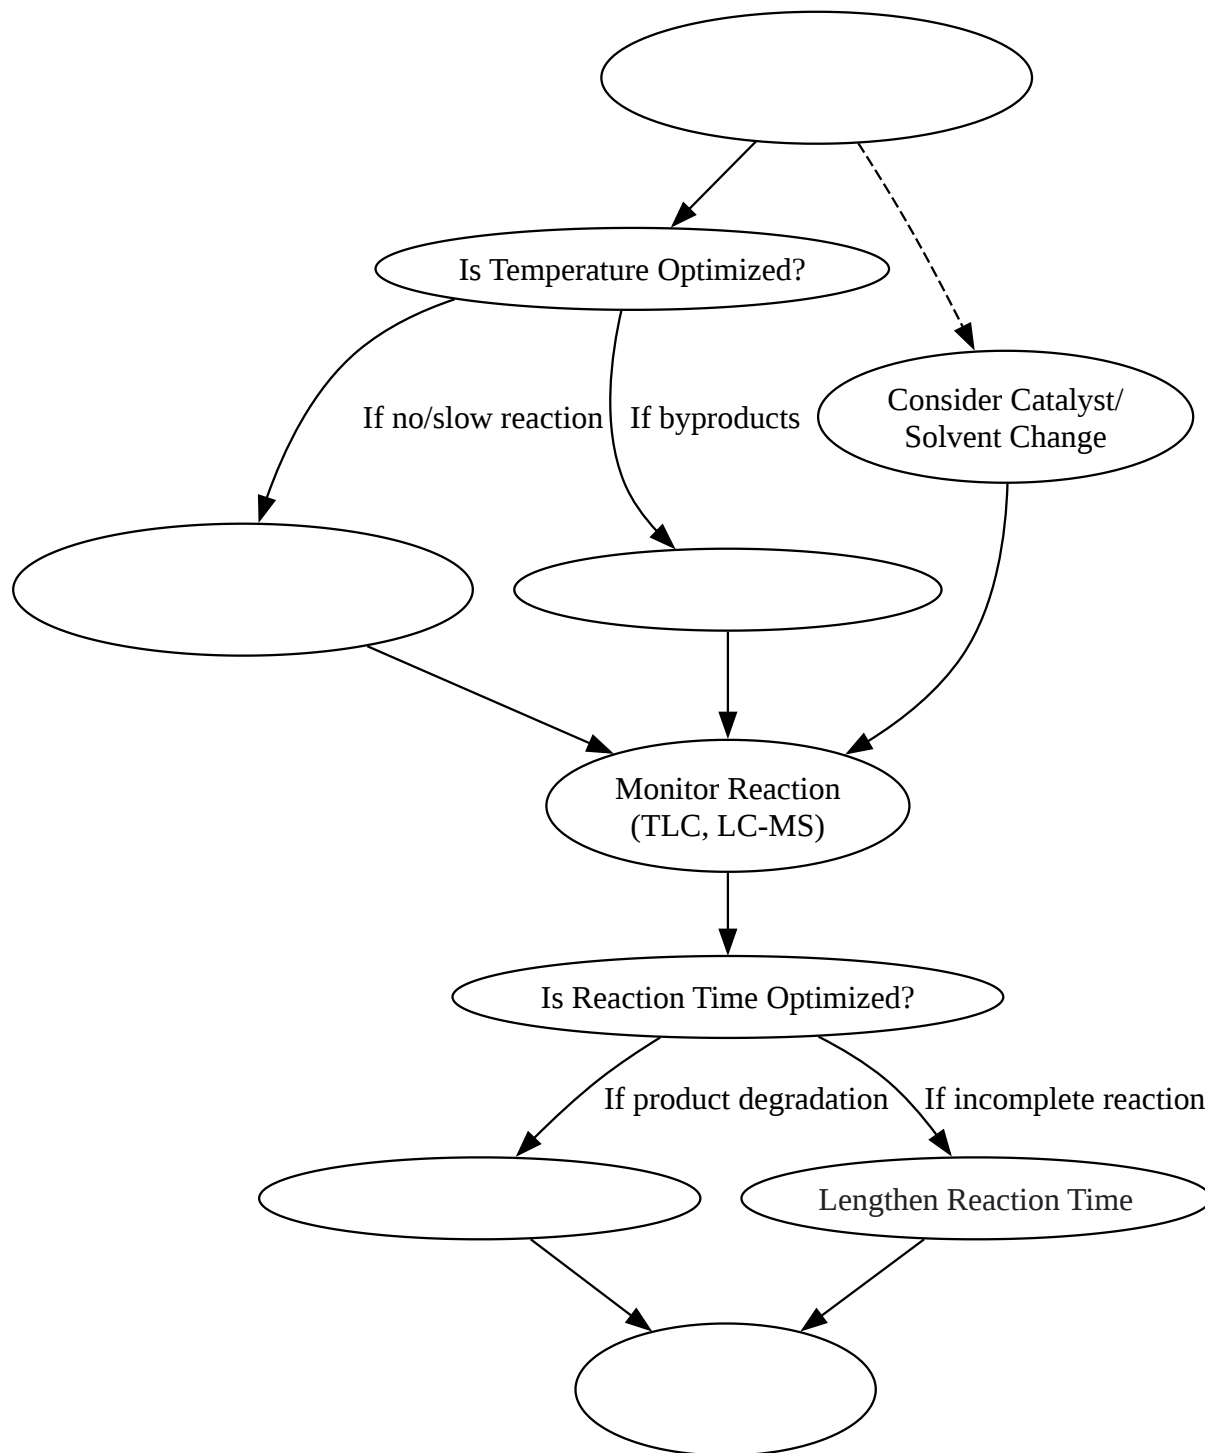 Is Temperature Optimized?
Consider Catalyst/
Solvent Change
If no/slow reaction
If byproducts
Monitor Reaction
(TLC, LC-MS)
Is Reaction Time Optimized?
If product degradation
If incomplete reaction
Lengthen Reaction Time